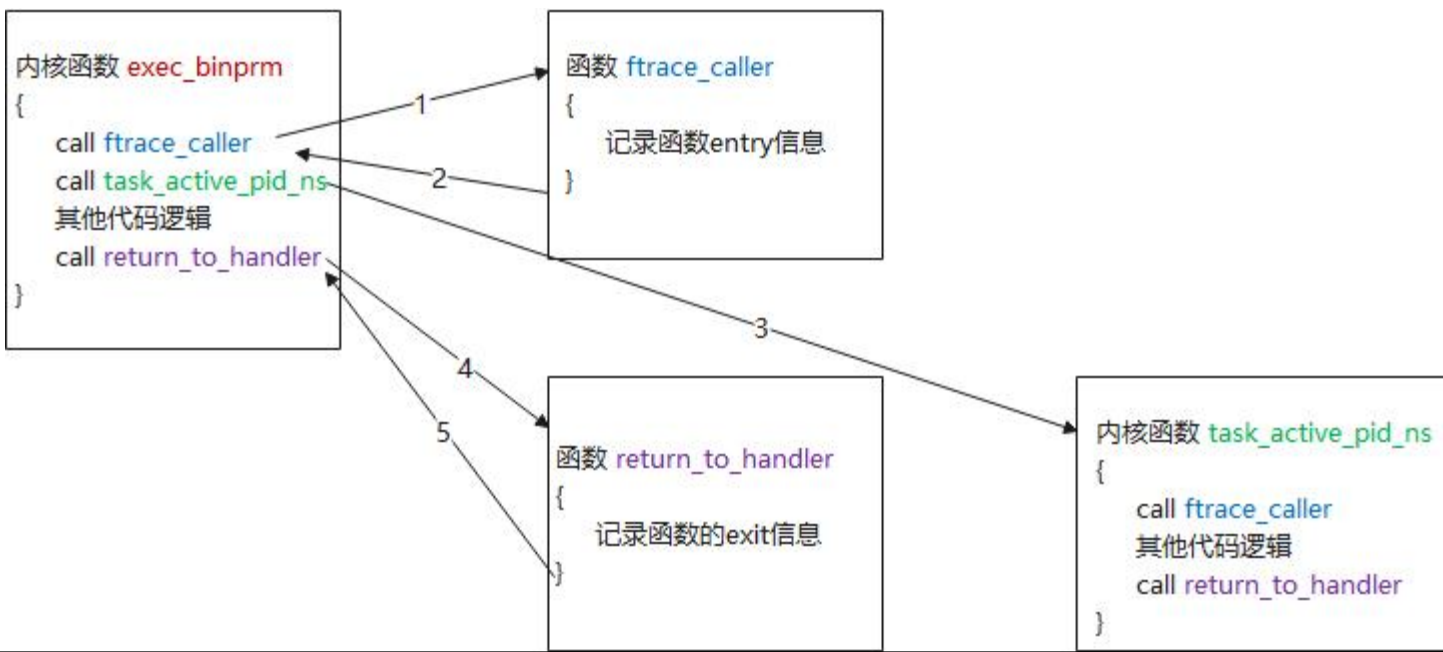 内核函数 exec_binprm
{
call ftrace_caller
call task_active_pid_ns
其他代码逻辑
call return_to_handler
}
函数 ftrace_caller
{
记录函数entry信息
}
1
2
3
4
5
函数 return_to_handler
{
记录函数的exit信息
}
内核函数 task_active_pid_ns
{
call ftrace_caller
其他代码逻辑
call return_to_handler
}